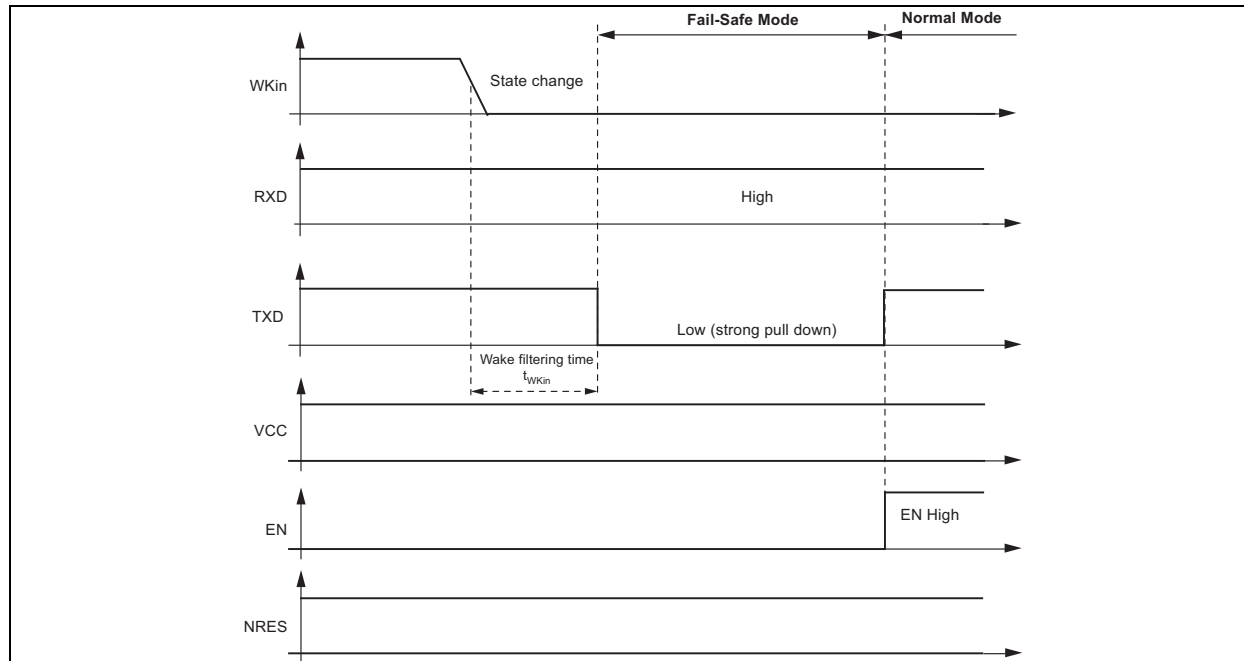 Fail-Safe Mode
Normal Mode
WKin
State change
RXD
High
TXD
Low (strong pull down)
Wake filtering time
tWKin
VCC
EN
EN High
NRES